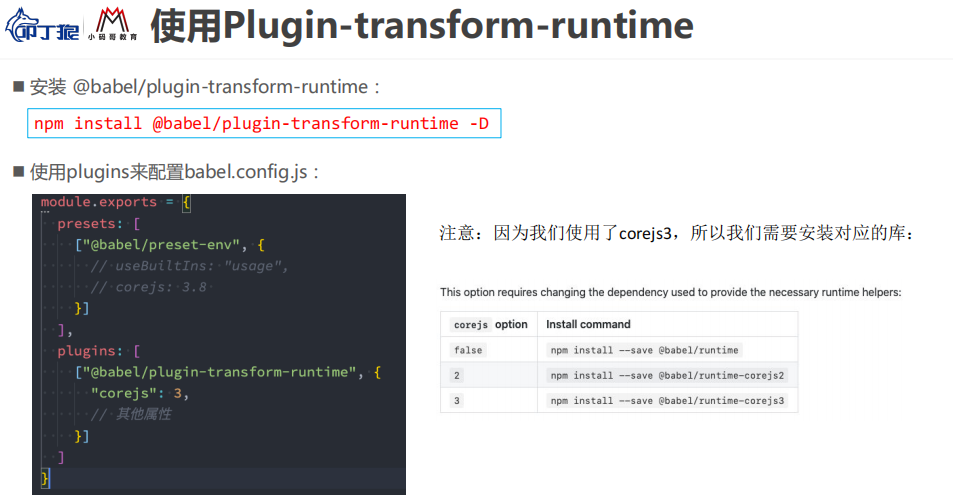 叩丁狼
小码哥教育
使用Plugin-transform-runtime
安装 @babel/plugin-transform-runtime：
npm install @babel/plugin-transform-runtime -D
使用plugins来配置babel.config.js：
module.exports = {
presets: [
["@babel/preset-env", {
// useBuiltIns: "usage",
// corejs: 3.8
}]
],
plugins: [
["@babel/plugin-transform-runtime", {
"corejs": 3,
// 其他属性
}]
]
}
注意：因为我们使用了corejs3，所以我们需要安装对应的库：
This option requires changing the dependency used to provide the necessary runtime helpers:
corejs option Install command
false npm install --save @babel/runtime
2 npm install --save @babel/runtime-corejs2
3 npm install --save @babel/runtime-corejs3